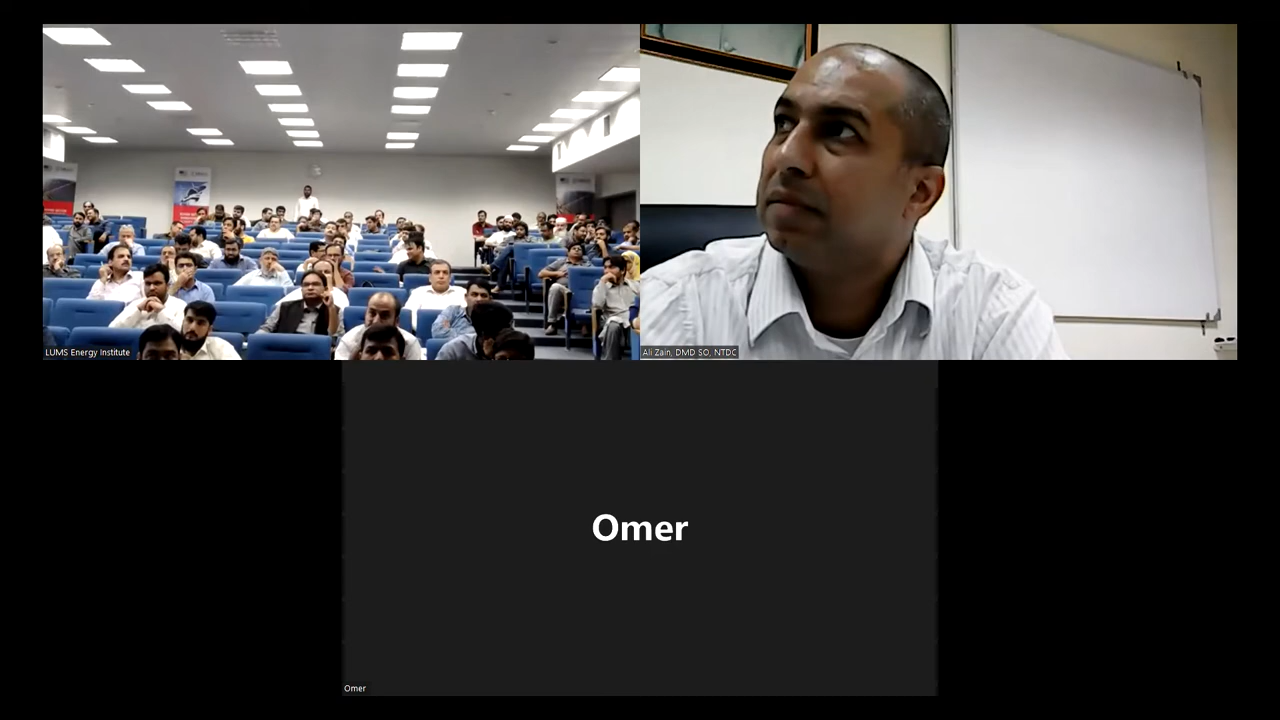 LUMS Energy Institute
Ali Zain, DMD SO, NTDC
Omer
Omer